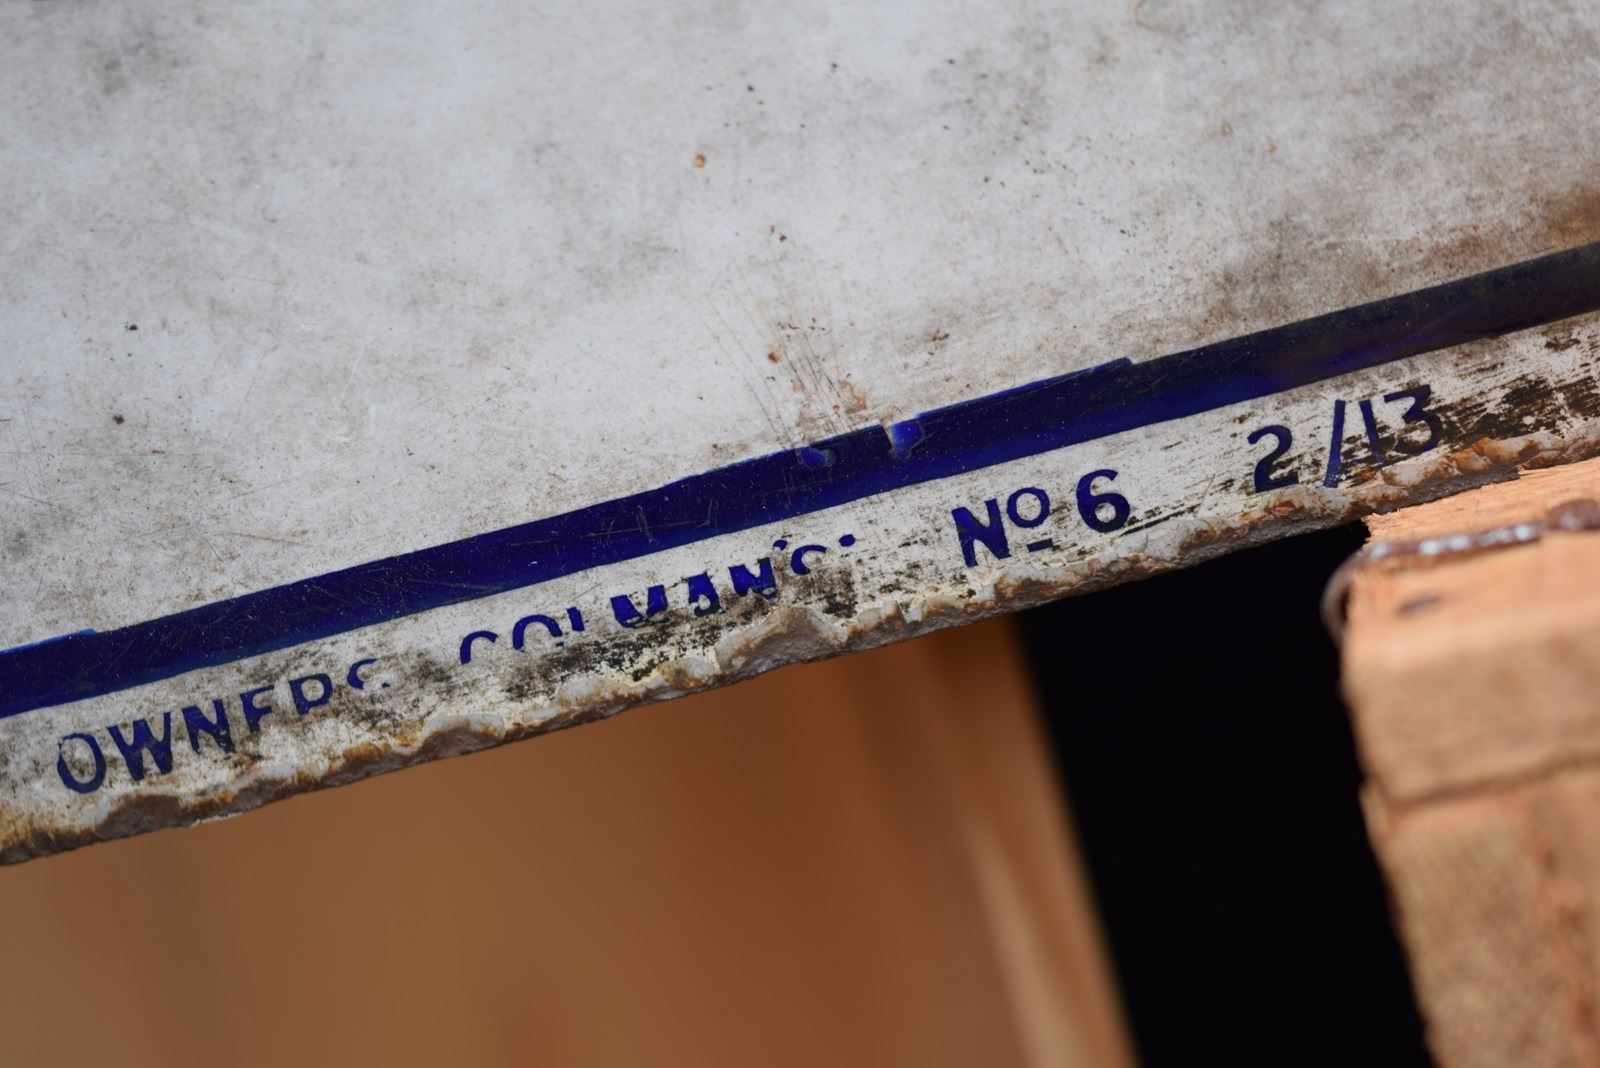 OWNERS COLMAN'S. Nº 6 2/13